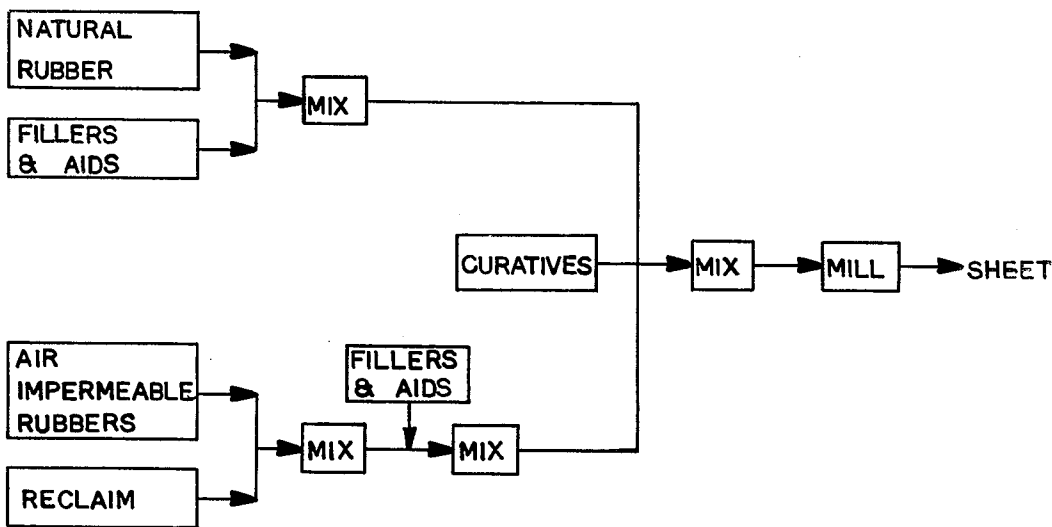 NATURAL
RUBBER
FILLERS
& AIDS
MIX
CURATIVES
MIX
MILL
SHEET
AIR
IMPERMEABLE
RUBBERS
RECLAIM
MIX
FILLERS
& AIDS
MIX